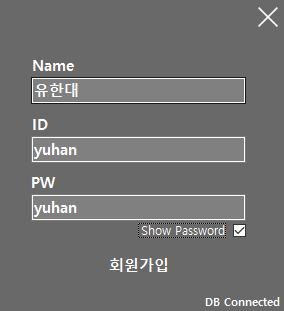 Name
유한대
ID
yuhan
PW
yuhan
Show Password
회원가입
DB Connected